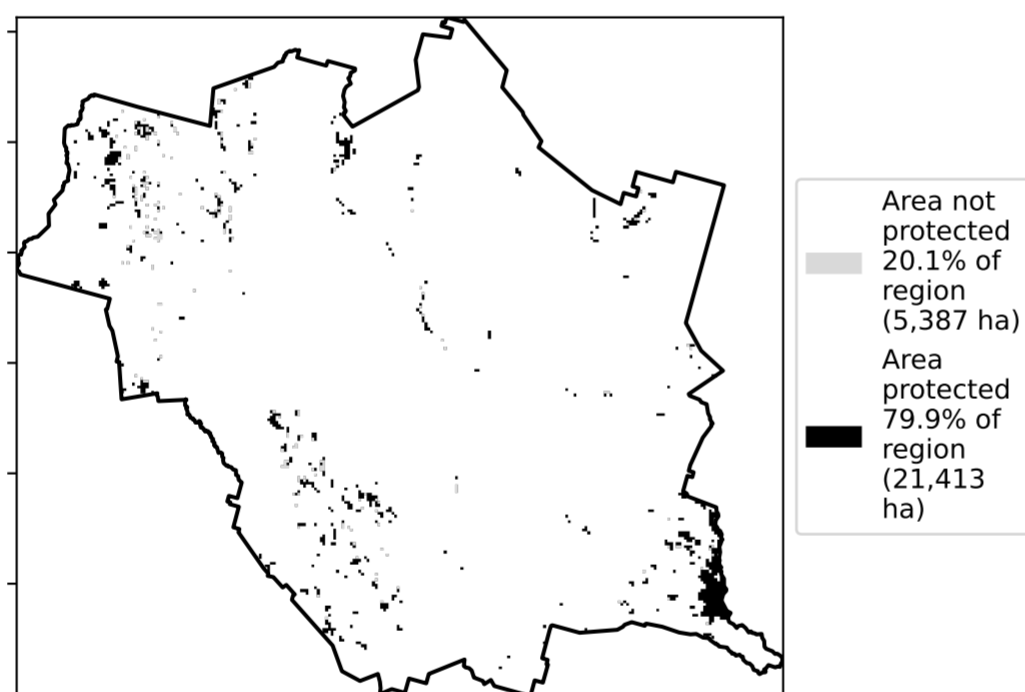 Area not
protected
20.1% of
region
(5,387 ha)
Area
protected
79.9% of
region
(21,413
ha)